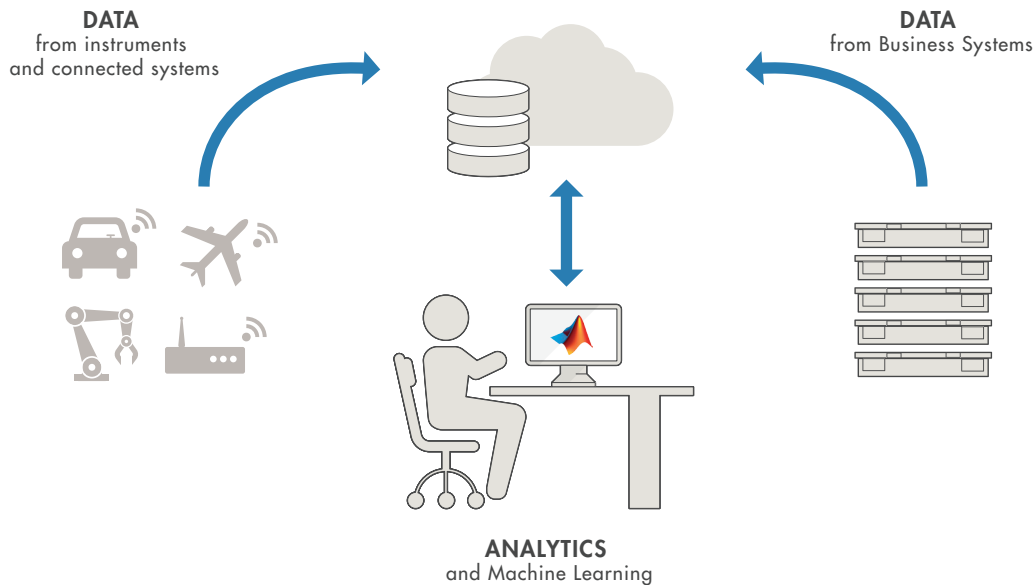 DATA
from instruments
and connected systems
DATA
from Business Systems
ANALYTICS
and Machine Learning